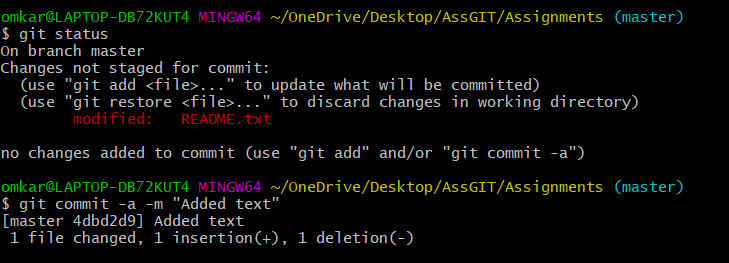 omkar@LAPTOP-DB72KUT4 MINGW64 ~/OneDrive/Desktop/AssGIT/Assignments (master)
$ git status
On branch master
Changes not staged for commit:
  (use "git add <file>..." to update what will be committed)
  (use "git restore <file>..." to discard changes in working directory)
        modified:   README.txt

no changes added to commit (use "git add" and/or "git commit -a")

omkar@LAPTOP-DB72KUT4 MINGW64 ~/OneDrive/Desktop/AssGIT/Assignments (master)
$ git commit -a -m "Added text"
[master 4dbd2d9] Added text
 1 file changed, 1 insertion(+), 1 deletion(-)